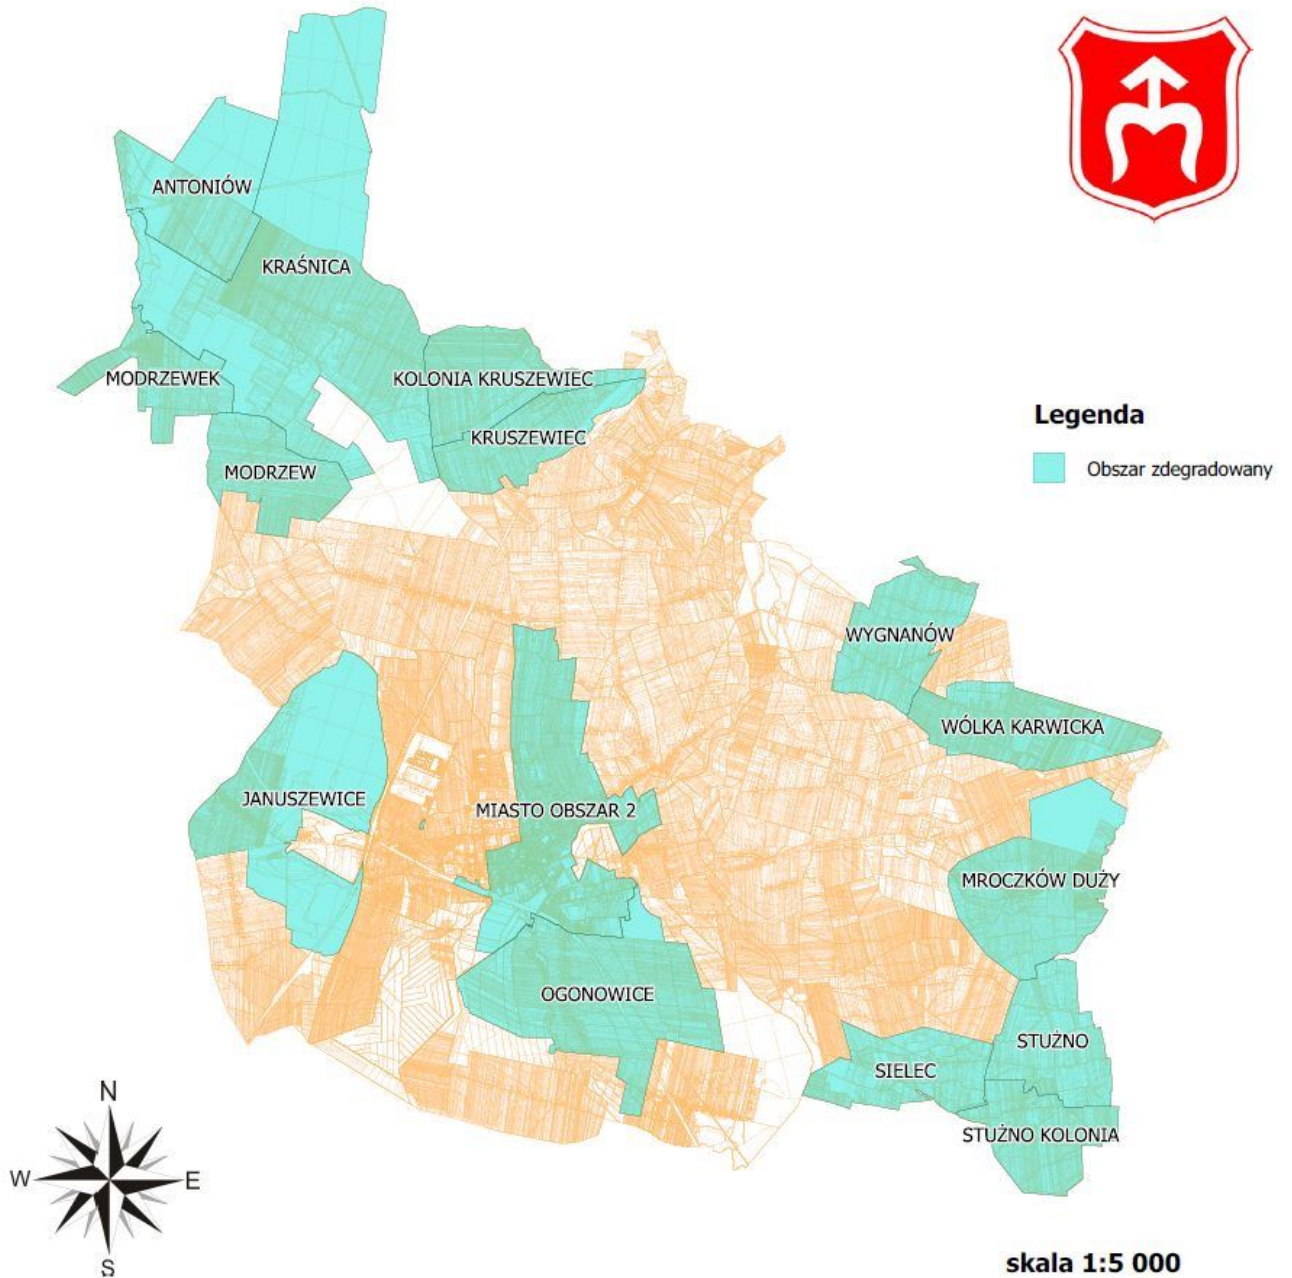 ANTONIÓW
KRAŚNICA
MODRZEWEK
KOLONIA KRUSZEWIEC
KRUSZEWIEC
MODRZEW
Legenda
Obszar zdegradowany
WYGNANÓW
WÓLKA KARWICKA
JANUSZEWICE
MIASTO OBSZAR 2
MROCZKÓW DUŻY
OGONOWICE
STUŻNO
SIELEC
STUŻNO KOLONIA
N
W
E
S
skala 1:5 000